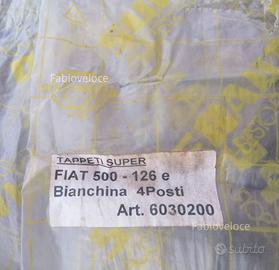 Fabioveloce
TAPPETI SUPER
FIAT 500 - 126 e
Bianchina 4Posti
Art. 6030200
Fabioveloce
subito